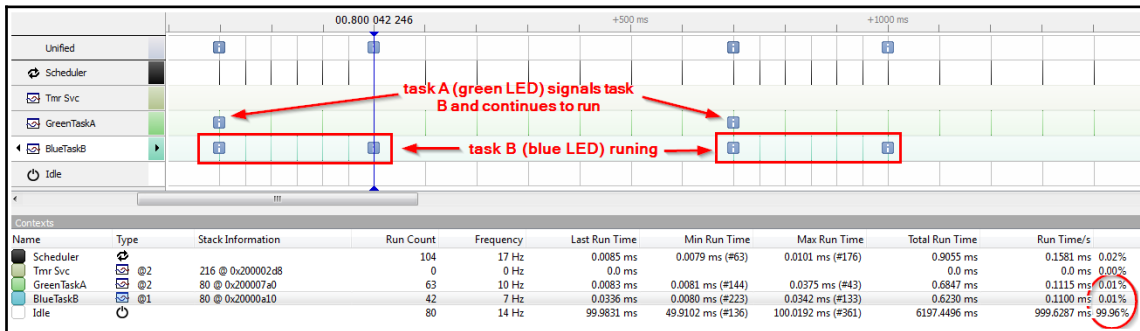 00.800 042 246 +500 ms +1000 ms
Unified
Scheduler
task A (green LED) signals task
B and continues to run
Tmr Svc
GreenTaskA
BlueTaskB
task B (blue LED) runing
Idle
Contexts
Name Type Stack Information Run Count Frequency Last Run Time Min Run Time Max Run Time Total Run Time Run Time/s
Scheduler 104 17 Hz 0.0085 ms 0.0079 ms (#63) 0.0101 ms (#176) 0.9055 ms 0.1581 ms 0.02%
Tmr Svc @2 216 @ 0x200002d8 0 0 Hz 0.0 ms 0.0 ms 0.0 ms 0.00%
GreenTaskA @2 80 @ 0x200007a0 63 10 Hz 0.0083 ms 0.0081 ms (#144) 0.0375 ms (#43) 0.6847 ms 0.1115 ms 0.01%
BlueTaskB @1 80 @ 0x20000a10 42 7 Hz 0.0336 ms 0.0080 ms (#223) 0.0342 ms (#133) 0.6230 ms 0.1100 ms 0.01%
Idle 80 14 Hz 99.9831 ms 49.9102 ms (#136) 100.0192 ms (#361) 6197.4496 ms 999.6287 ms 99.96%